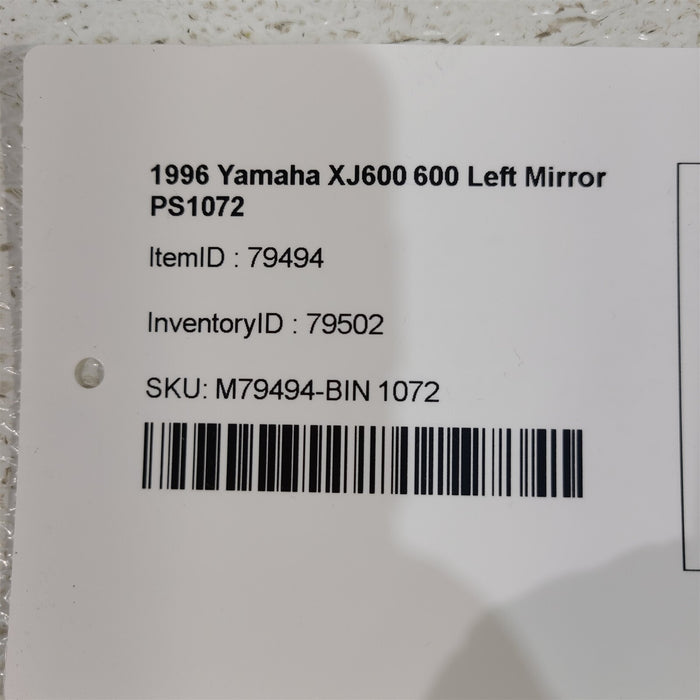 1996 Yamaha XJ600 600 Left Mirror
PS1072
ItemID : 79494
InventoryID : 79502
SKU: M79494-BIN 1072